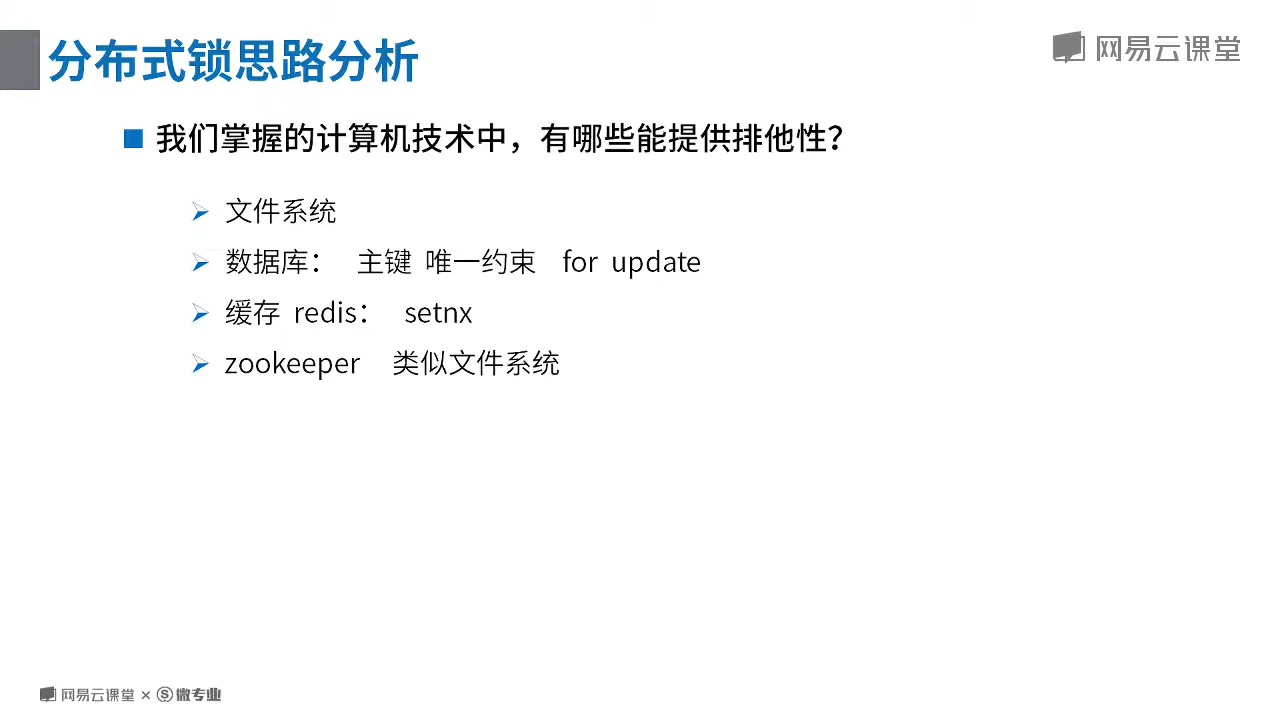 分布式锁思路分析
网易云课堂
我们掌握的计算机技术中，有哪些能提供排他性？
文件系统
数据库： 主键 唯一约束 for update
缓存 redis： setnx
zookeeper 类似文件系统
网易云课堂 × Ⓢ 微专业